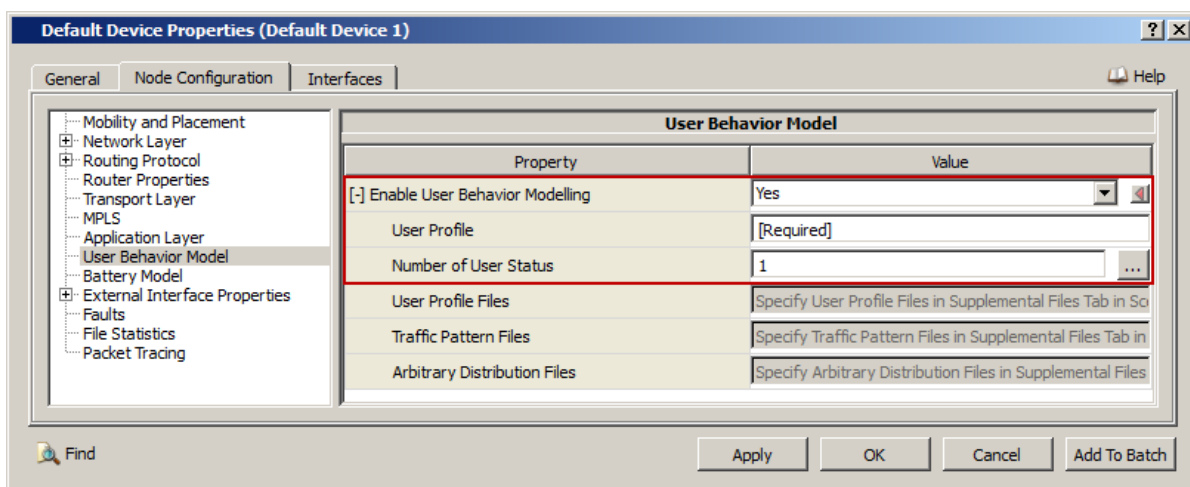 Default Device Properties (Default Device 1)
? X
General Node Configuration Interfaces Help
Mobility and Placement
Network Layer
Routing Protocol
Router Properties
Transport Layer
MPLS
Application Layer
User Behavior Model
Battery Model
External Interface Properties
Faults
File Statistics
Packet Tracing
User Behavior Model
Property Value
[-] Enable User Behavior Modelling Yes
User Profile [Required]
Number of User Status 1 ...
User Profile Files Specify User Profile Files in Supplemental Files Tab in Sc
Traffic Pattern Files Specify Traffic Pattern Files in Supplemental Files Tab in
Arbitrary Distribution Files Specify Arbitrary Distribution Files in Supplemental Files
Find Apply OK Cancel Add To Batch